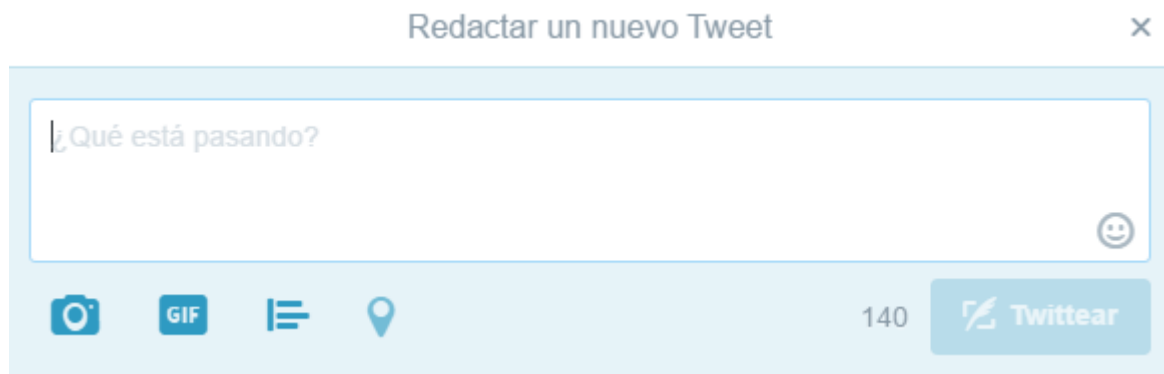 Redactar un nuevo Tweet
¿Qué está pasando?
GIF
140 Twittear